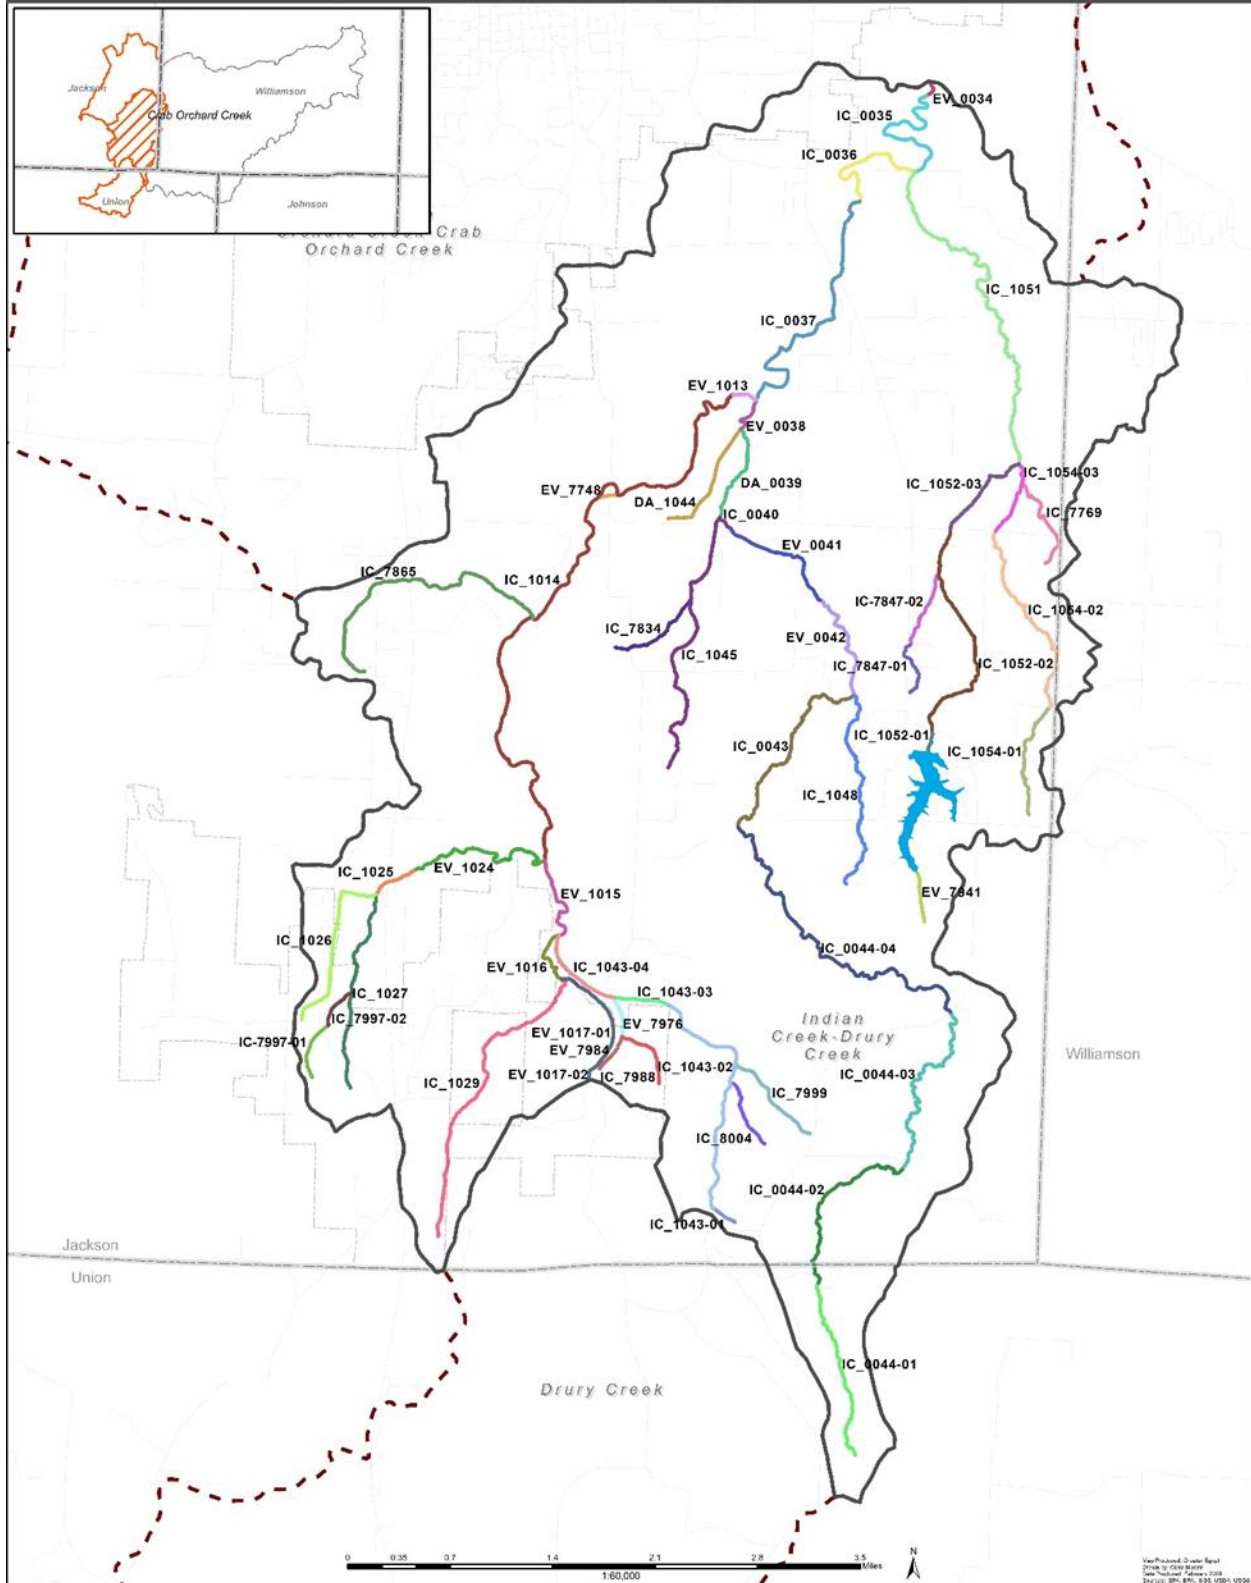 Jackson
Williamson
Crab Orchard Creek
Union
Johnson
Crab
Orchard Creek
EV_0034
IC_0035
IC_0036
IC_1051
IC_0037
EV_1013
EV_0038
IC_1054-03
IC_1052-03
DA_0039
EV_7748
DA_1044
IC_7769
IC_0040
EV_0041
IC_7865
IC_1014
IC-7847-02
IC_1054-02
IC_7834
EV_0042
IC_1045
IC_7847-01
IC_1052-02
IC_1052-01
IC_0043
IC_1054-01
IC_1048
IC_1025
EV_1024
EV_1015
EV_7941
IC_1026
IC_0044-04
EV_1016
IC_1043-04
IC_1027
IC_1043-03
IC_7997-02
Indian
Creek-Drury
Creek
EV_7976
EV_1017-01
IC-7997-01
EV_7984
Williamson
EV_1017-02
IC_7988
IC_1043-02
IC_0044-03
IC_1029
IC_7999
IC_8004
IC_0044-02
IC_1043-01
Jackson
Union
IC_0044-01
Drury Creek
N
0 0.35 0.7 1.4 2.1 2.8 3.5
Miles
1:60,000